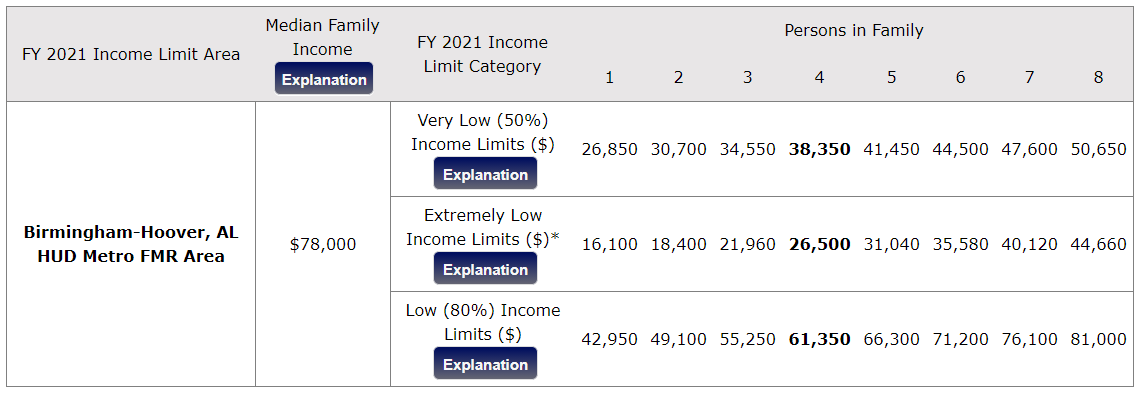 FY 2021 Income Limit Area
Median Family
Income
Explanation
FY 2021 Income
Limit Category
Persons in Family
1 2 3 4 5 6 7 8
Birmingham-Hoover, AL
HUD Metro FMR Area
$78,000
Very Low (50%)
Income Limits ($)
Explanation
26,850 30,700 34,550 38,350 41,450 44,500 47,600 50,650
Extremely Low
Income Limits ($)*
Explanation
16,100 18,400 21,960 26,500 31,040 35,580 40,120 44,660
Low (80%) Income
Limits ($)
Explanation
42,950 49,100 55,250 61,350 66,300 71,200 76,100 81,000